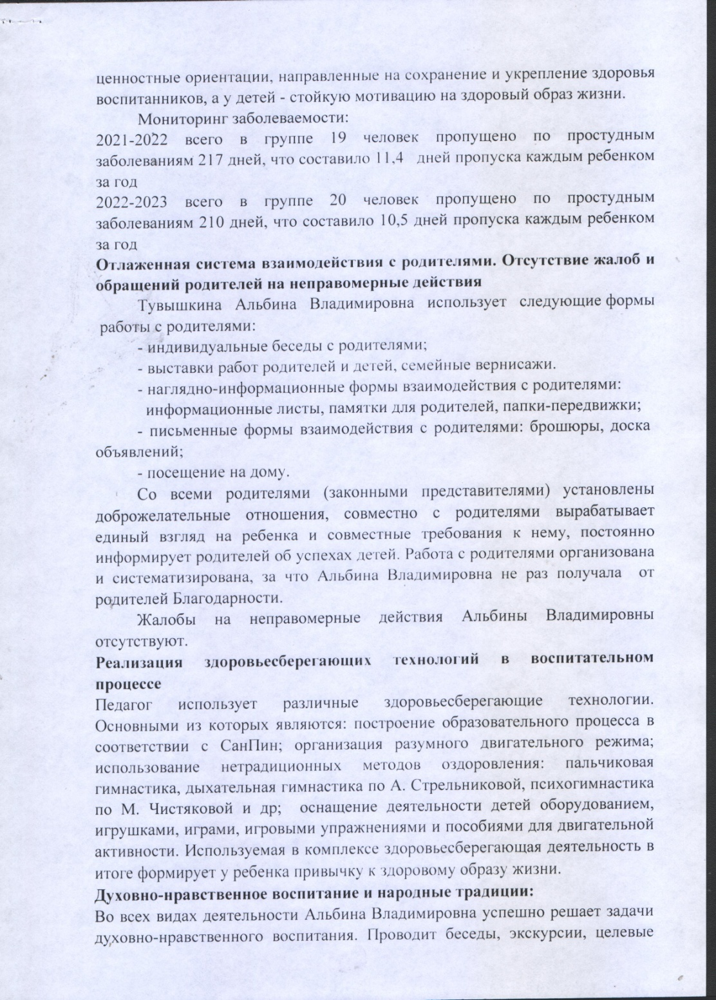 ценностные ориентации, направленные на сохранение и укрепление здоровья
воспитанников, а у детей - стойкую мотивацию на здоровый образ жизни.
Мониторинг заболеваемости:
2021-2022 всего в группе 19 человек пропущено по простудным
заболеваниям 217 дней, что составило 11,4 дней пропуска каждым ребенком
за год
2022-2023 всего в группе 20 человек пропущено по простудным
заболеваниям 210 дней, что составило 10,5 дней пропуска каждым ребенком
за год
Отлаженная система взаимодействия с родителями. Отсутствие жалоб и
обращений родителей на неправомерные действия
Тувышкина Альбина Владимировна использует следующие формы
работы с родителями:
- индивидуальные беседы с родителями;
- выставки работ родителей и детей, семейные вернисажи.
- наглядно-информационные формы взаимодействия с родителями:
информационные листы, памятки для родителей, папки-передвижки;
- письменные формы взаимодействия с родителями: брошюры, доска
объявлений;
- посещение на дому.
Со всеми родителями (законными представителями) установлены
доброжелательные отношения, совместно с родителями вырабатывает
единый взгляд на ребенка и совместные требования к нему, постоянно
информирует родителей об успехах детей. Работа с родителями организована
и систематизирована, за что Альбина Владимировна не раз получала от
родителей Благодарности.
Жалобы на неправомерные действия Альбины Владимировны
отсутствуют.
Реализация здоровьесберегающих технологий в воспитательном
процессе
Педагог использует различные здоровьесберегающие технологии.
Основными из которых являются: построение образовательного процесса в
соответствии с СанПин; организация разумного двигательного режима;
использование нетрадиционных методов оздоровления: пальчиковая
гимнастика, дыхательная гимнастика по А. Стрельниковой, психогимнастика
по М. Чистяковой и др; оснащение деятельности детей оборудованием,
игрушками, играми, игровыми упражнениями и пособиями для двигательной
активности. Используемая в комплексе здоровьесберегающая деятельность в
итоге формирует у ребенка привычку к здоровому образу жизни.
Духовно-нравственное воспитание и народные традиции:
Во всех видах деятельности Альбина Владимировна успешно решает задачи
духовно-нравственного воспитания. Проводит беседы, экскурсии, целевые